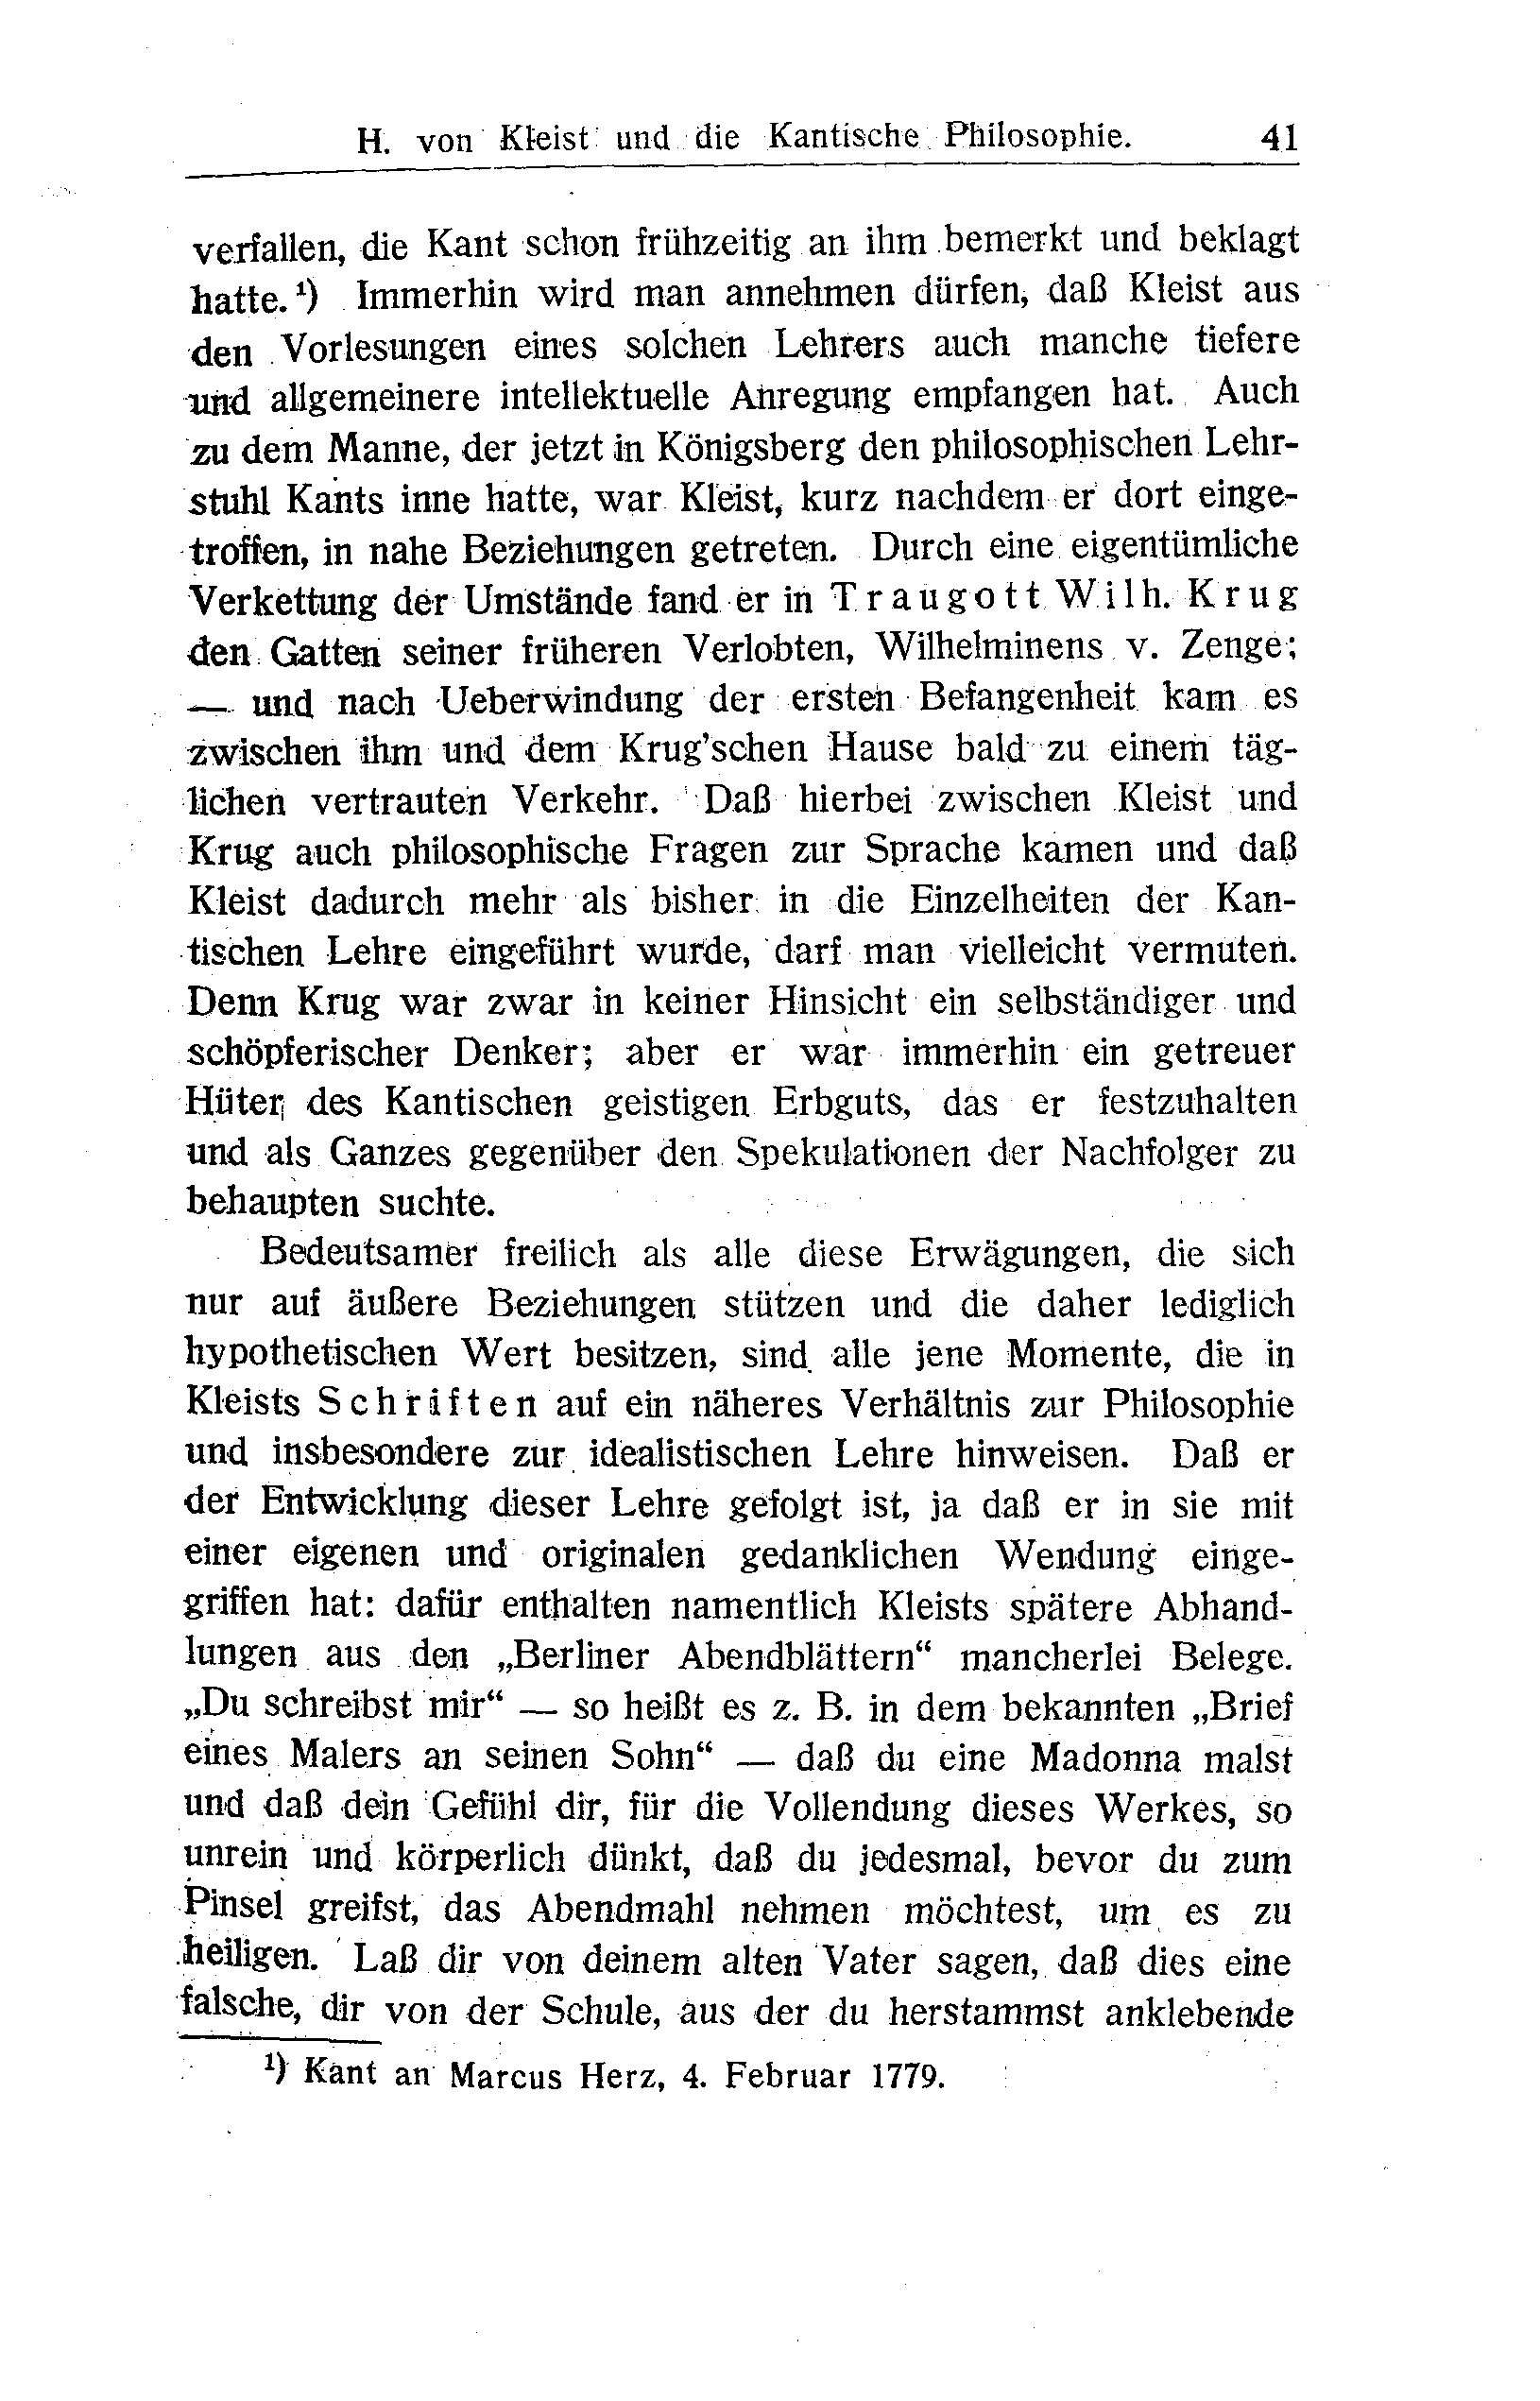 H. von Kleist und die Kantische Philosophie. 41
verfallen, die Kant schon frühzeitig an ihm bemerkt und beklagt
hatte.¹) Immerhin wird man annehmen dürfen, daß Kleist aus
den Vorlesungen eines solchen Lehrers auch manche tiefere
und allgemeinere intellektuelle Anregung empfangen hat. Auch
zu dem Manne, der jetzt in Königsberg den philosophischen Lehr-
stuhl Kants inne hatte, war Kleist, kurz nachdem er dort einge-
troffen, in nahe Beziehungen getreten. Durch eine eigentümliche
Verkettung der Umstände fand er in Traugott Wilh. Krug
den Gatten seiner früheren Verlobten, Wilhelminens v. Zenge;
— und nach Ueberwindung der ersten Befangenheit kam es
zwischen ihm und dem Krug'schen Hause bald zu einem täg-
lichen vertrauten Verkehr. Daß hierbei zwischen Kleist und
Krug auch philosophische Fragen zur Sprache kamen und daß
Kleist dadurch mehr als bisher in die Einzelheiten der Kan-
tischen Lehre eingeführt wurde, darf man vielleicht vermuten.
Denn Krug war zwar in keiner Hinsicht ein selbständiger und
schöpferischer Denker; aber er war immerhin ein getreuer
Hüter des Kantischen geistigen Erbguts, das er festzuhalten
und als Ganzes gegenüber den Spekulationen der Nachfolger zu
behaupten suchte.
Bedeutsamer freilich als alle diese Erwägungen, die sich
nur auf äußere Beziehungen stützen und die daher lediglich
hypothetischen Wert besitzen, sind alle jene Momente, die in
Kleists Schriften auf ein näheres Verhältnis zur Philosophie
und insbesondere zur idealistischen Lehre hinweisen. Daß er
der Entwicklung dieser Lehre gefolgt ist, ja daß er in sie mit
einer eigenen und originalen gedanklichen Wendung einge-
griffen hat: dafür enthalten namentlich Kleists spätere Abhand-
lungen aus den „Berliner Abendblättern“ mancherlei Belege.
„Du schreibst mir“ — so heißt es z. B. in dem bekannten „Brief
eines Malers an seinen Sohn“ — daß du eine Madonna malst
und daß dein Gefühl dir, für die Vollendung dieses Werkes, so
unrein und körperlich dünkt, daß du jedesmal, bevor du zum
Pinsel greifst, das Abendmahl nehmen möchtest, um es zu
heiligen. Laß dir von deinem alten Vater sagen, daß dies eine
falsche, dir von der Schule, aus der du herstammst anklebende
¹) Kant an Marcus Herz, 4. Februar 1779.